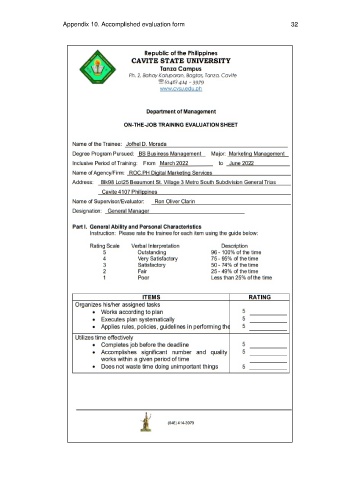 Appendix 10. Accomplished evaluation form 32
Republic of the Philippines
CAVITE STATE UNIVERSITY
Tanza Campus
Ph. 2, Bahay Katuparan, Bagtas, Tanza, Cavite
☎ (046) 414 – 3979
www.cvsu.edu.ph
Department of Management
ON-THE-JOB TRAINING EVALUATION SHEET
Name of the Trainee: Jofhel D. Morada
Degree Program Pursued: BS Business Management Major: Marketing Management
Inclusive Period of Training: From March 2022 to June 2022
Name of Agency/Firm: ROC.PH Digital Marketing Services
Address: Blk98 Lot25 Beaumont St. Village 3 Metro South Subdivision General Trias
Cavite 4107 Philippines
Name of Supervisor/Evaluator: Ron Oliver Clarin
Designation: General Manager
Part I. General Ability and Personal Characteristics
Instruction: Please rate the trainee for each item using the guide below:
Rating Scale Verbal Interpretation Description
5 Outstanding 96 - 100% of the time
4 Very Satisfactory 75 - 95% of the time
3 Satisfactory 50 - 74% of the time
2 Fair 25 - 49% of the time
1 Poor Less than 25% of the time
ITEMS RATING
Organizes his/her assigned tasks
• Works according to plan 5
• Executes plan systematically 5
• Applies rules, policies, guidelines in performing the 5
Utilizes time effectively
• Completes job before the deadline 5
• Accomplishes significant number and quality 5
works within a given period of time
• Does not waste time doing unimportant things 5
(046) 414-3979